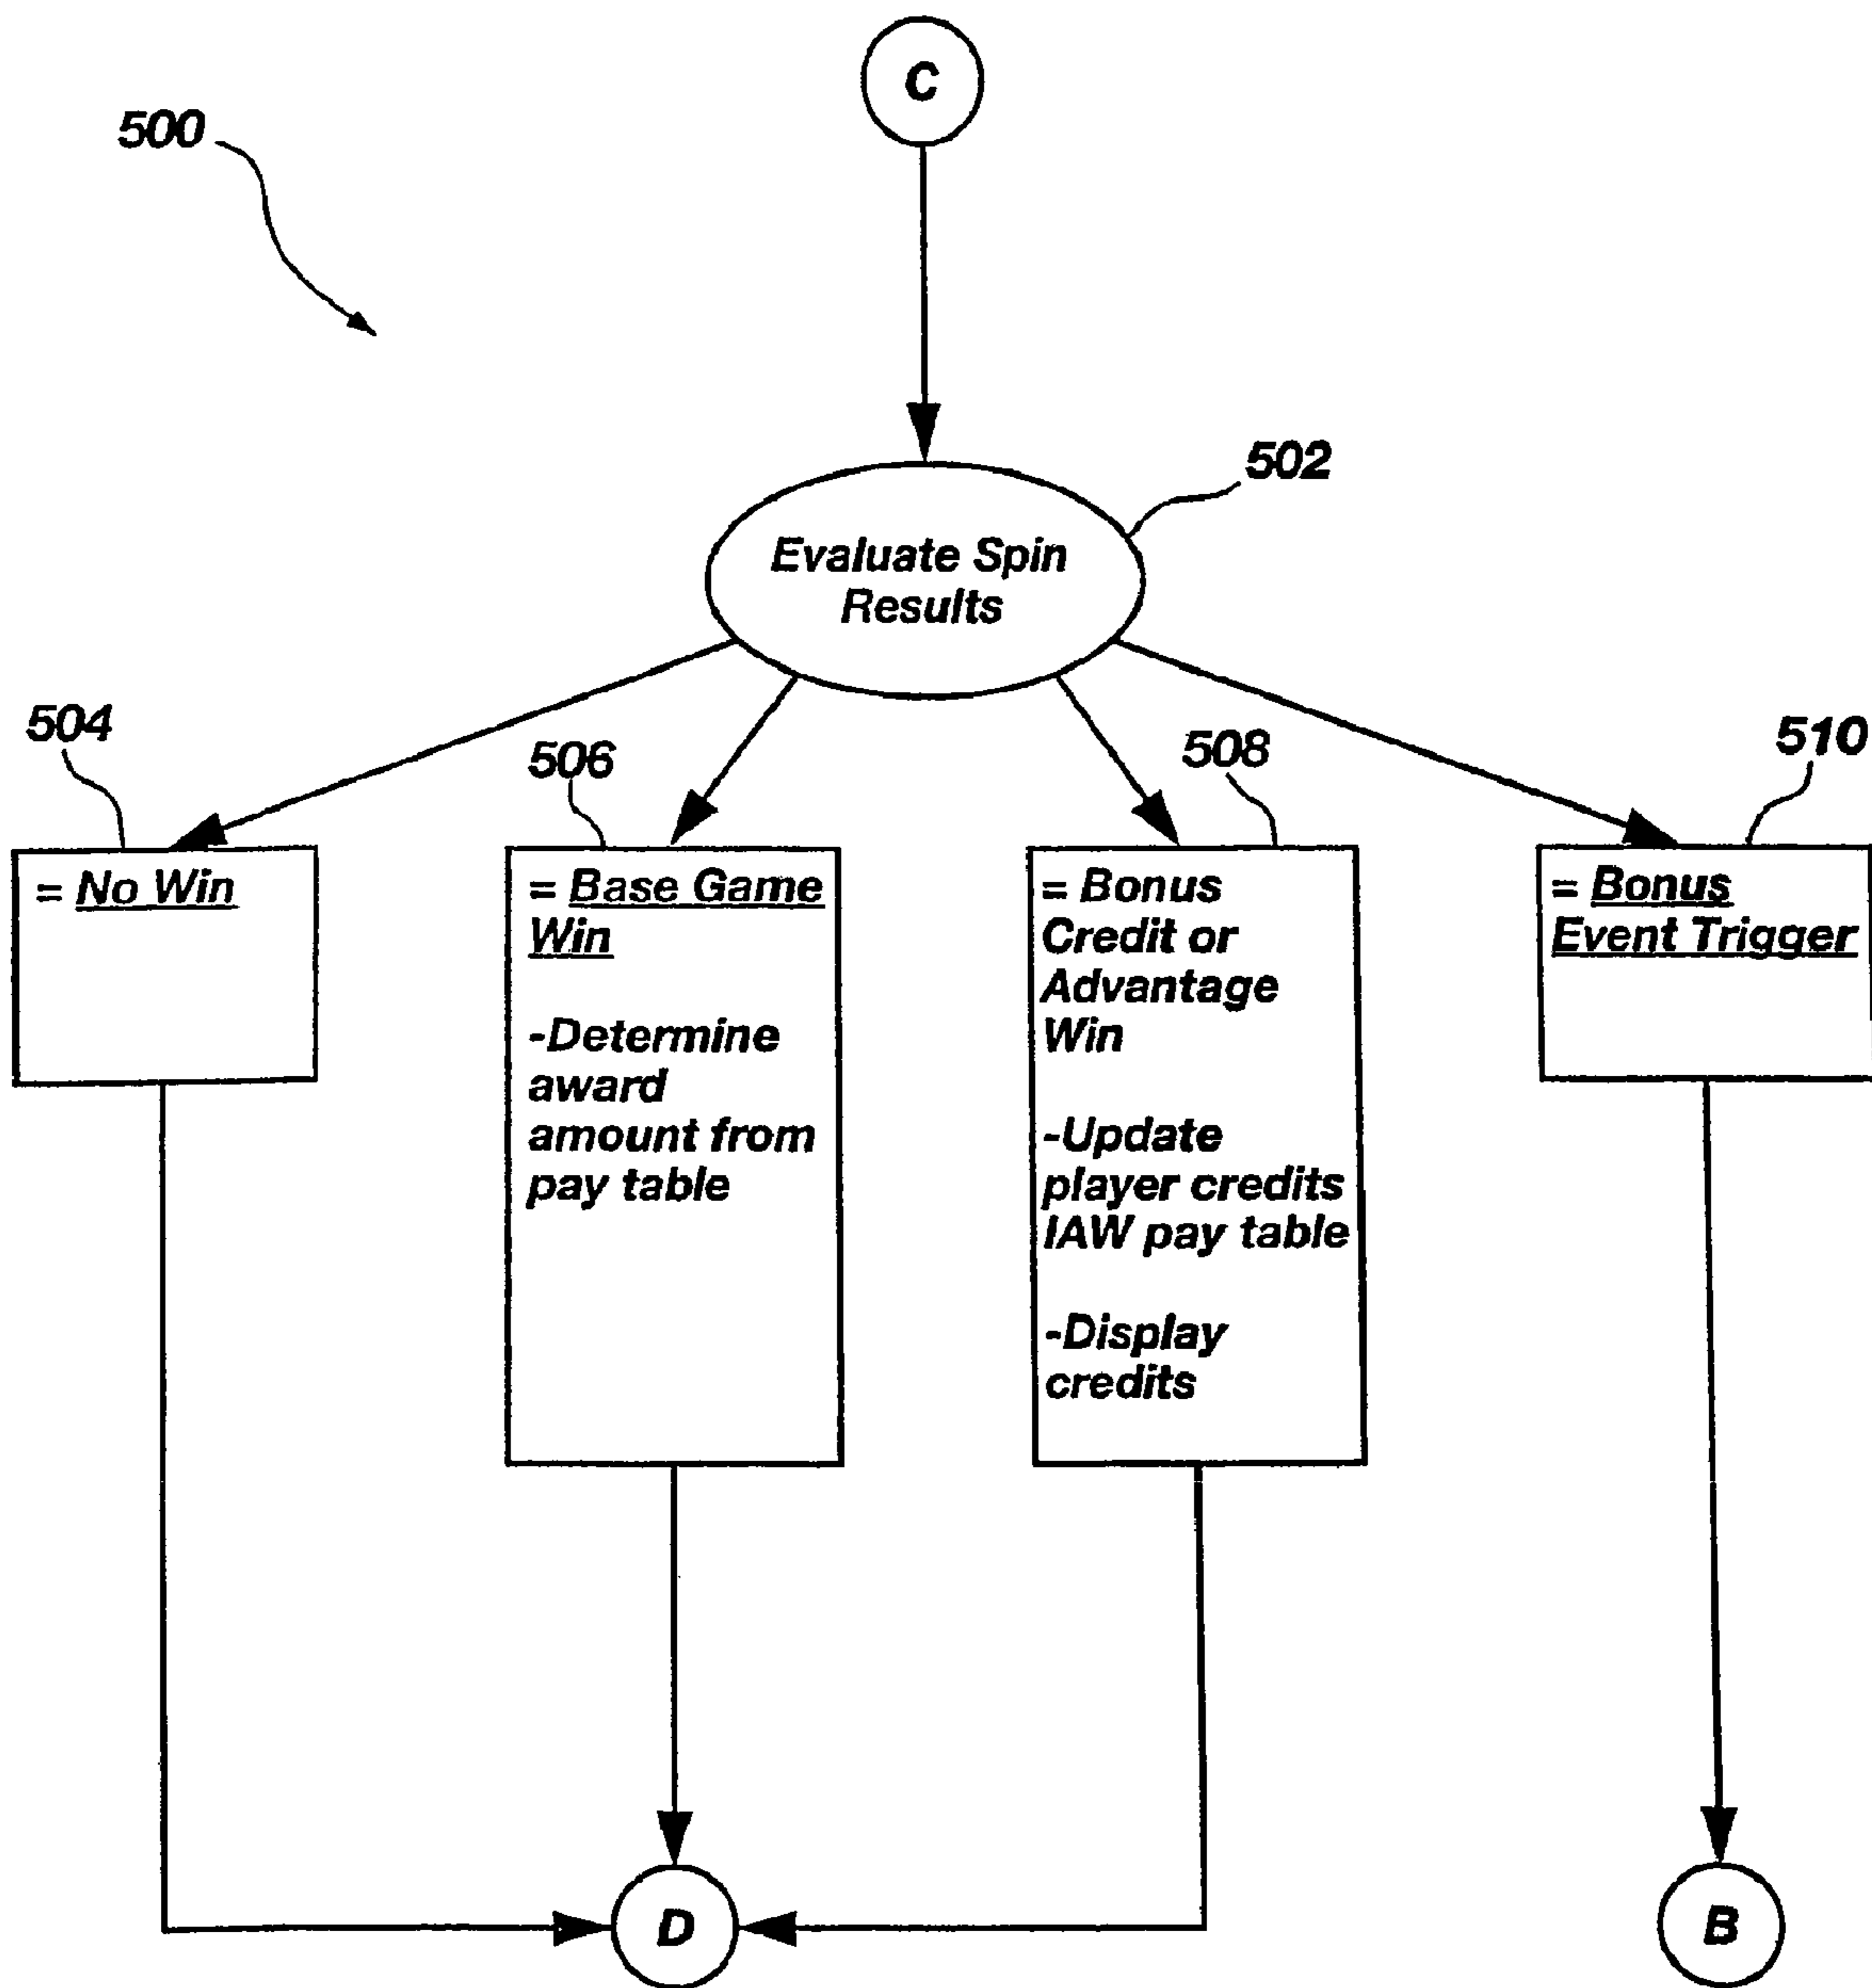 C
500
502
Evaluate Spin
Results
504
506
508
510
= No Win
= Base Game
Win
-Determine
award
amount from
pay table
= Bonus
Credit or
Advantage
Win
-Update
player credits
IAW pay table
-Display
credits
= Bonus
Event Trigger
D
B